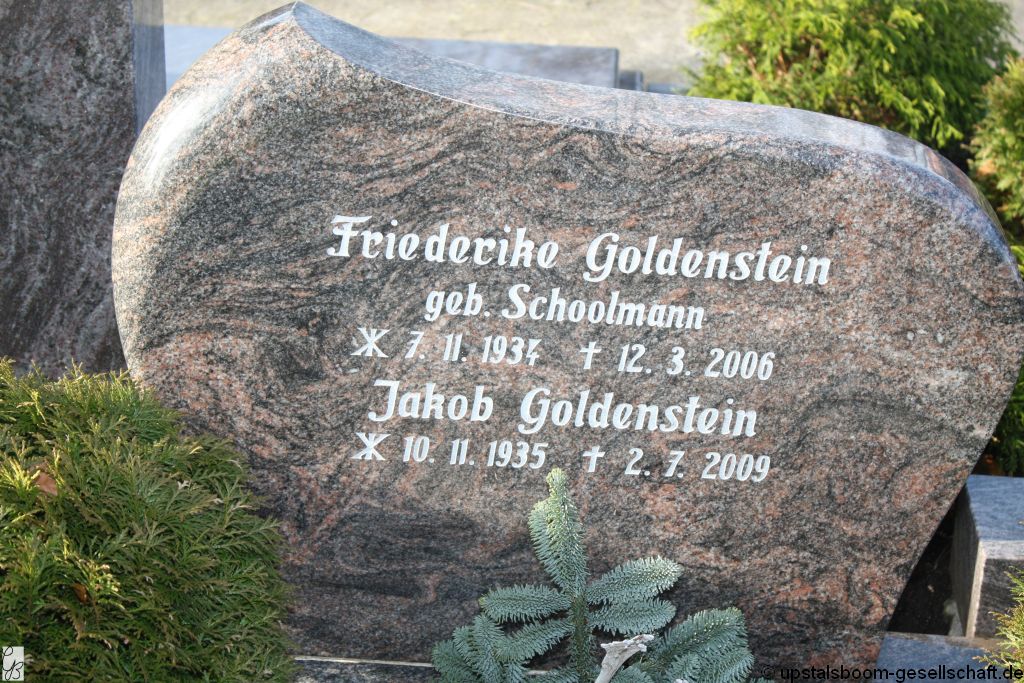 Friederike Goldenstein
geb. Schoolmann
7. 11. 1934 † 12. 3. 2006
Jakob Goldenstein
10. 11. 1935 † 2. 7. 2009
© upstalsboom-gesellschaft.de